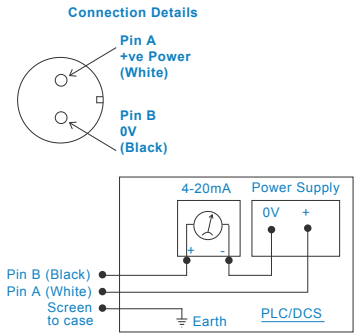 Connection Details
Pin A
+ve Power
(White)
Pin B
0V
(Black)
4-20mA
Power Supply
0V +
+ -
Pin B (Black)
Pin A (White)
Screen
to case
Earth
PLC/DCS